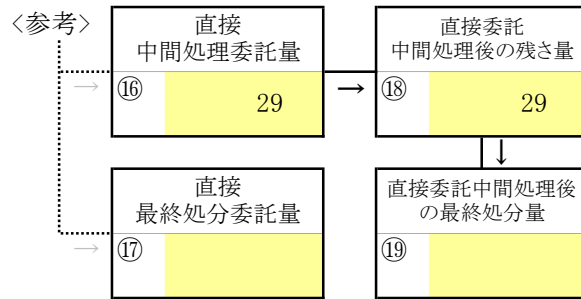 〈参考〉
直接
中間処理委託量
⑯
29
→
→
直接委託
中間処理後の残さ量
⑱
29
↓
直接
最終処分委託量
⑰
→
直接委託中間処理後
の最終処分量
⑲